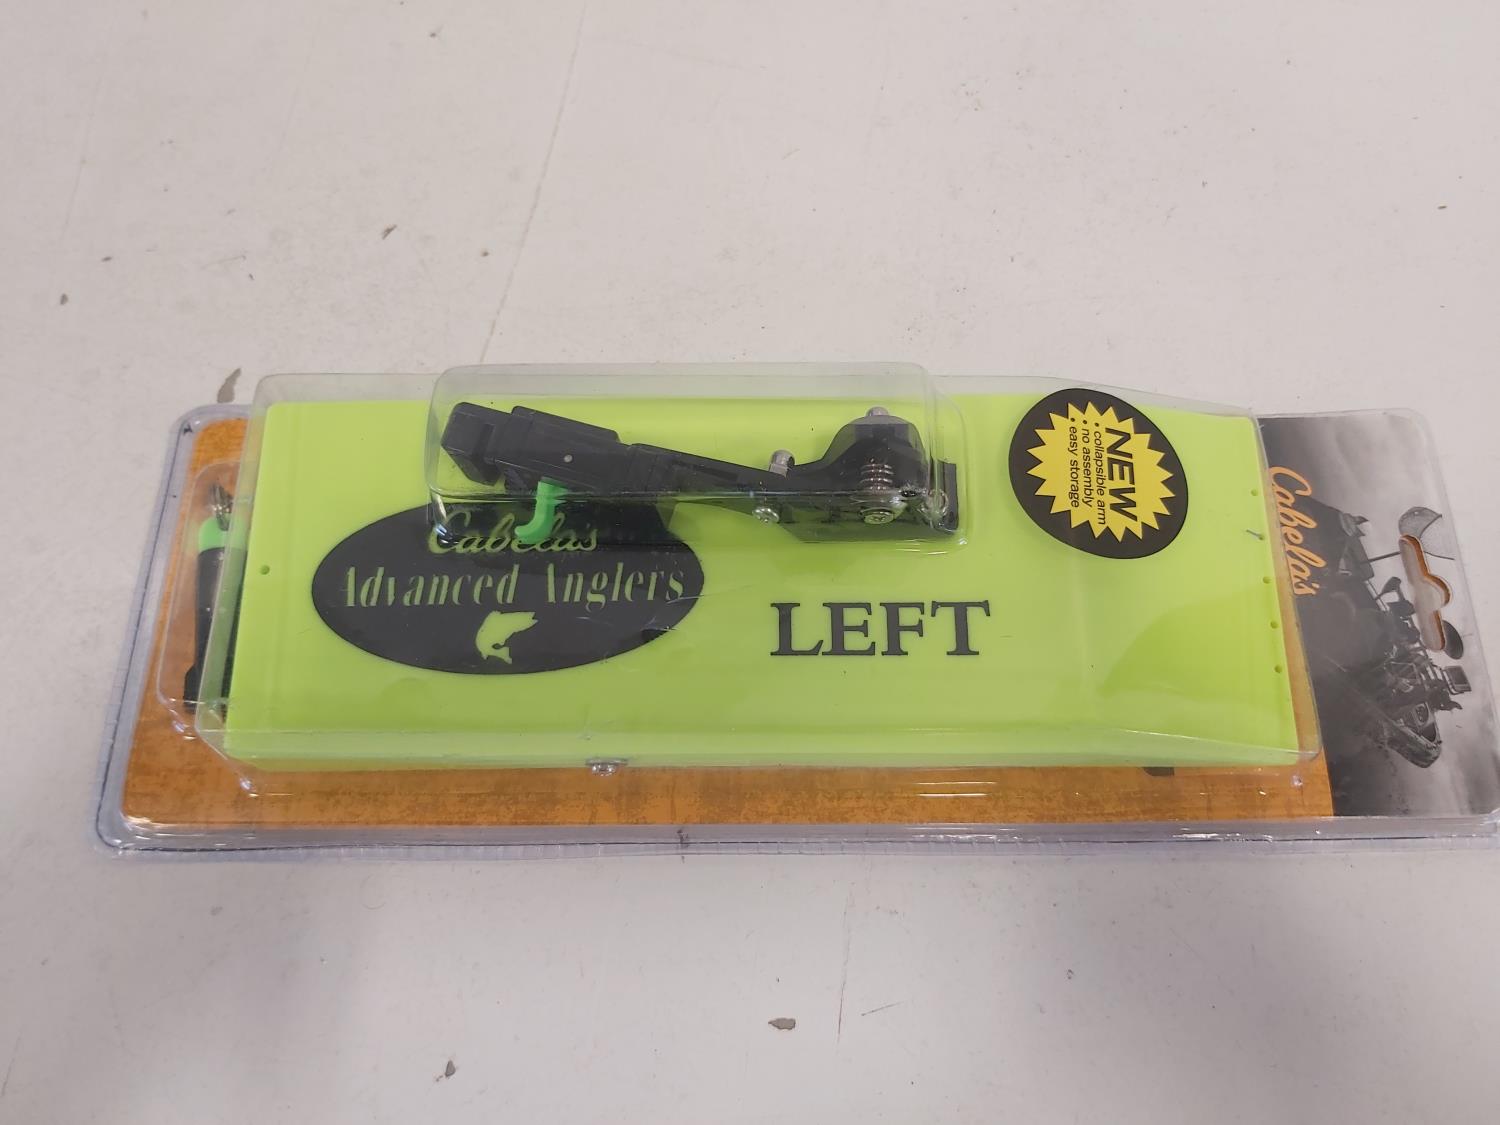 Cabela's
Advanced Anglers
LEFT
NEW
• collapsible arm
• no assembly
• easy storage
Cabela's